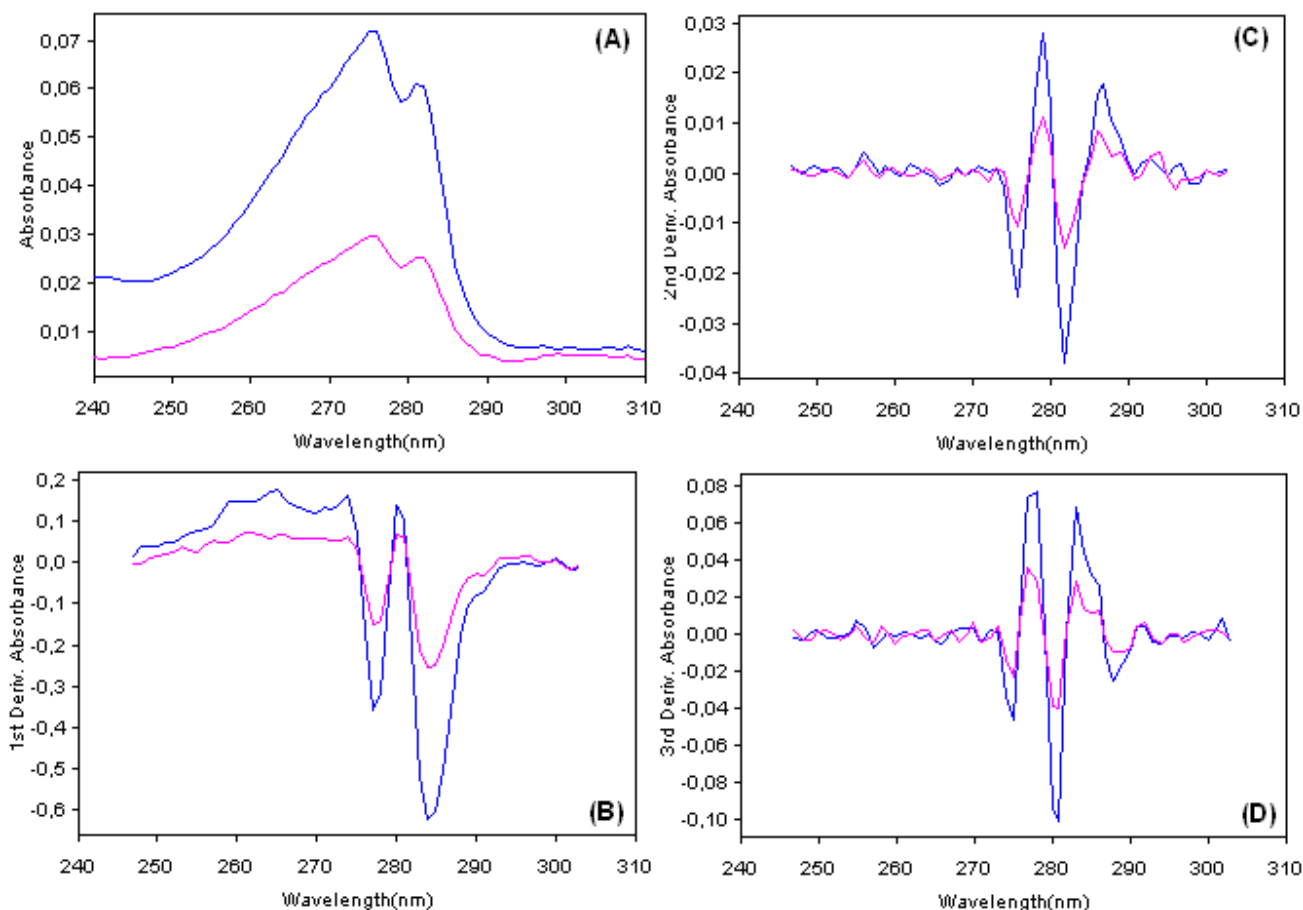 (A)
0,07
0,06
0,05
0,04
0,03
0,02
0,01
Absorbance
240 250 260 270 280 290 300 310
Wavelength(nm)
(C)
0,03
0,02
0,01
0,00
-0,01
-0,02
-0,03
-0,04
2nd Deriv. Absorbance
240 250 260 270 280 290 300 310
Wavelength(nm)
(B)
0,2
0,1
0,0
-0,1
-0,2
-0,3
-0,4
-0,5
-0,6
1st Deriv. Absorbance
240 250 260 270 280 290 300 310
Wavelength(nm)
(D)
0,08
0,06
0,04
0,02
0,00
-0,02
-0,04
-0,06
-0,08
-0,10
3rd Deriv. Absorbance
240 250 260 270 280 290 300 310
Wavelength(nm)